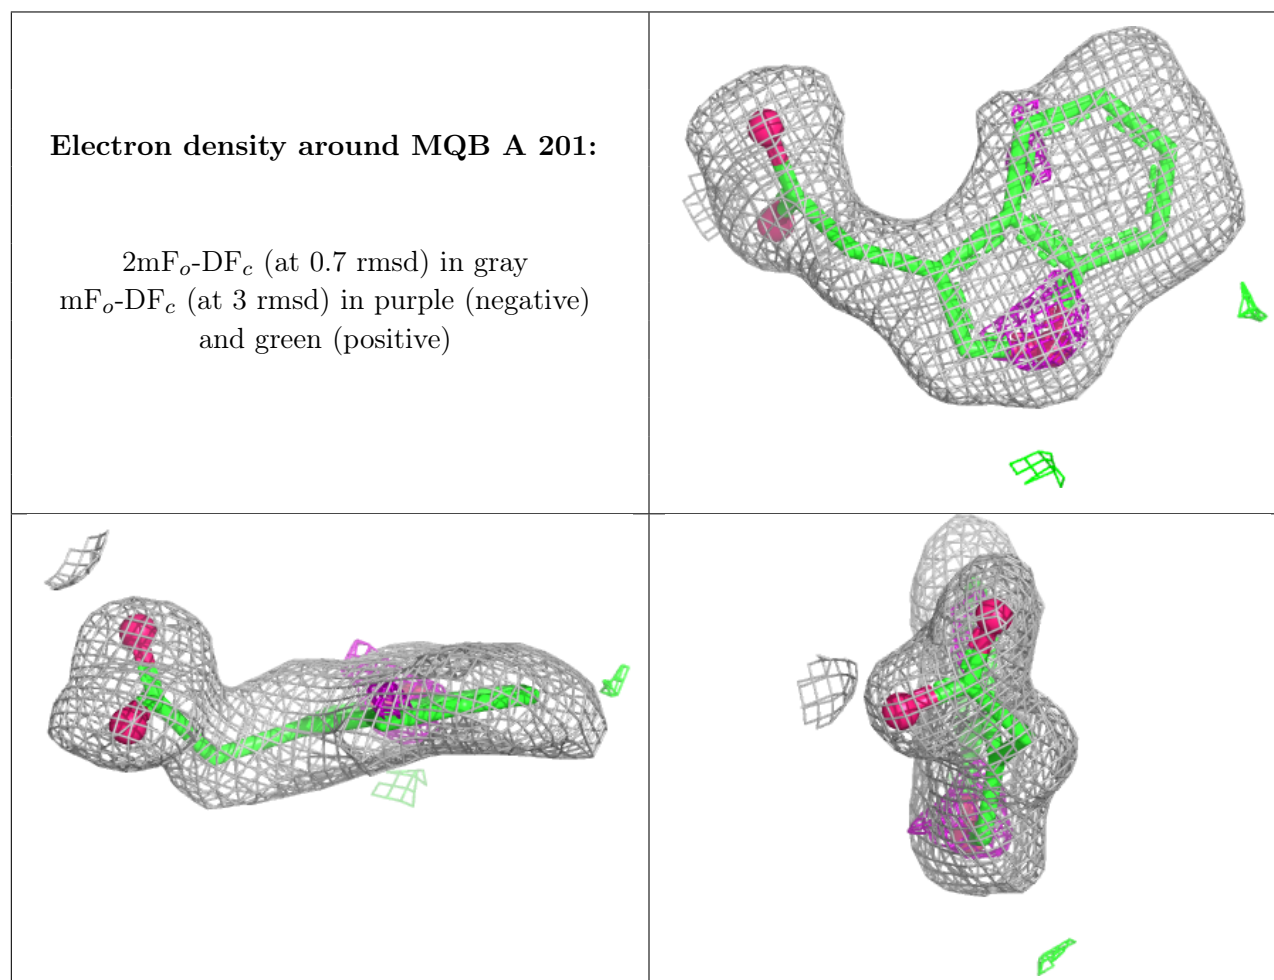 Electron density around MQB A 201:
2mFo-DFc (at 0.7 rmsd) in gray
mFo-DFc (at 3 rmsd) in purple (negative)
and green (positive)